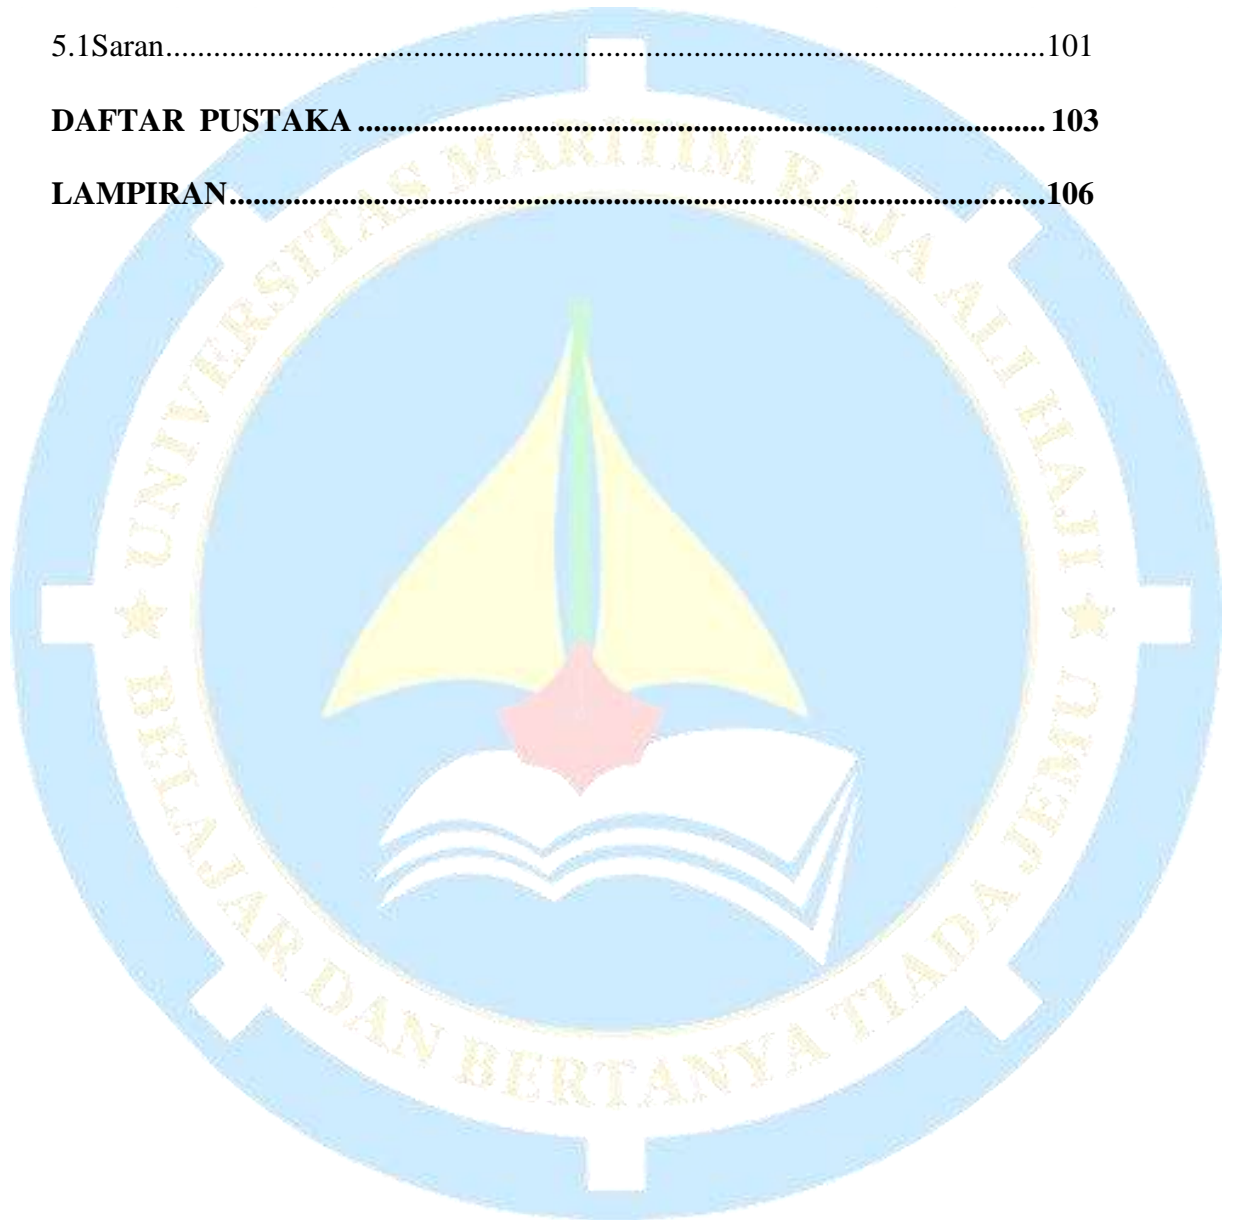 5.1Saran..............................................................................................................101
DAFTAR PUSTAKA ...................................................................................... 103
LAMPIRAN......................................................................................................106
UNIVERSITAS MARITIM RAJA ALI HAJI
BELAJAR DAN BERTANYA TIADA JEMU